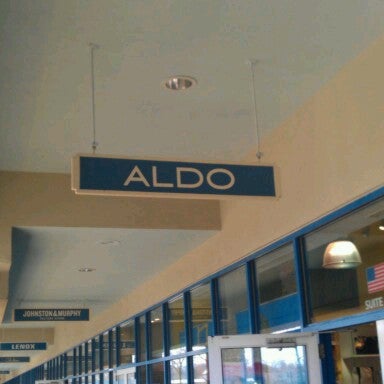 ALDO
JOHNSTON & MURPHY
LENOX
SUITE